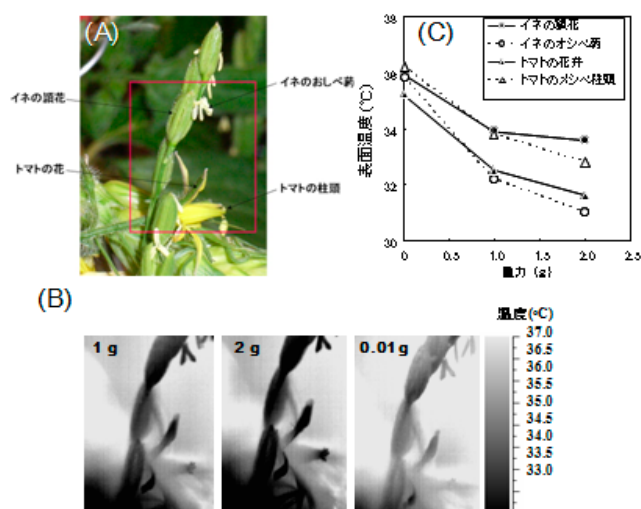 (A)
イネのおしべ葯
イネの頴花
トマトの花
トマトの柱頭
(C)
イネの頴花
イネのオシベ葯
トマトの花弁
トマトのメシベ柱頭
38
36
34
32
30
表面温度(℃)
0 0.5 1.0 1.5 2.0 2.5
重力 (g)
(B)
温度(◦C)
1 g
2 g
0.01g
37.0
36.5
36.0
35.5
35.0
34.5
34.0
33.5
33.0